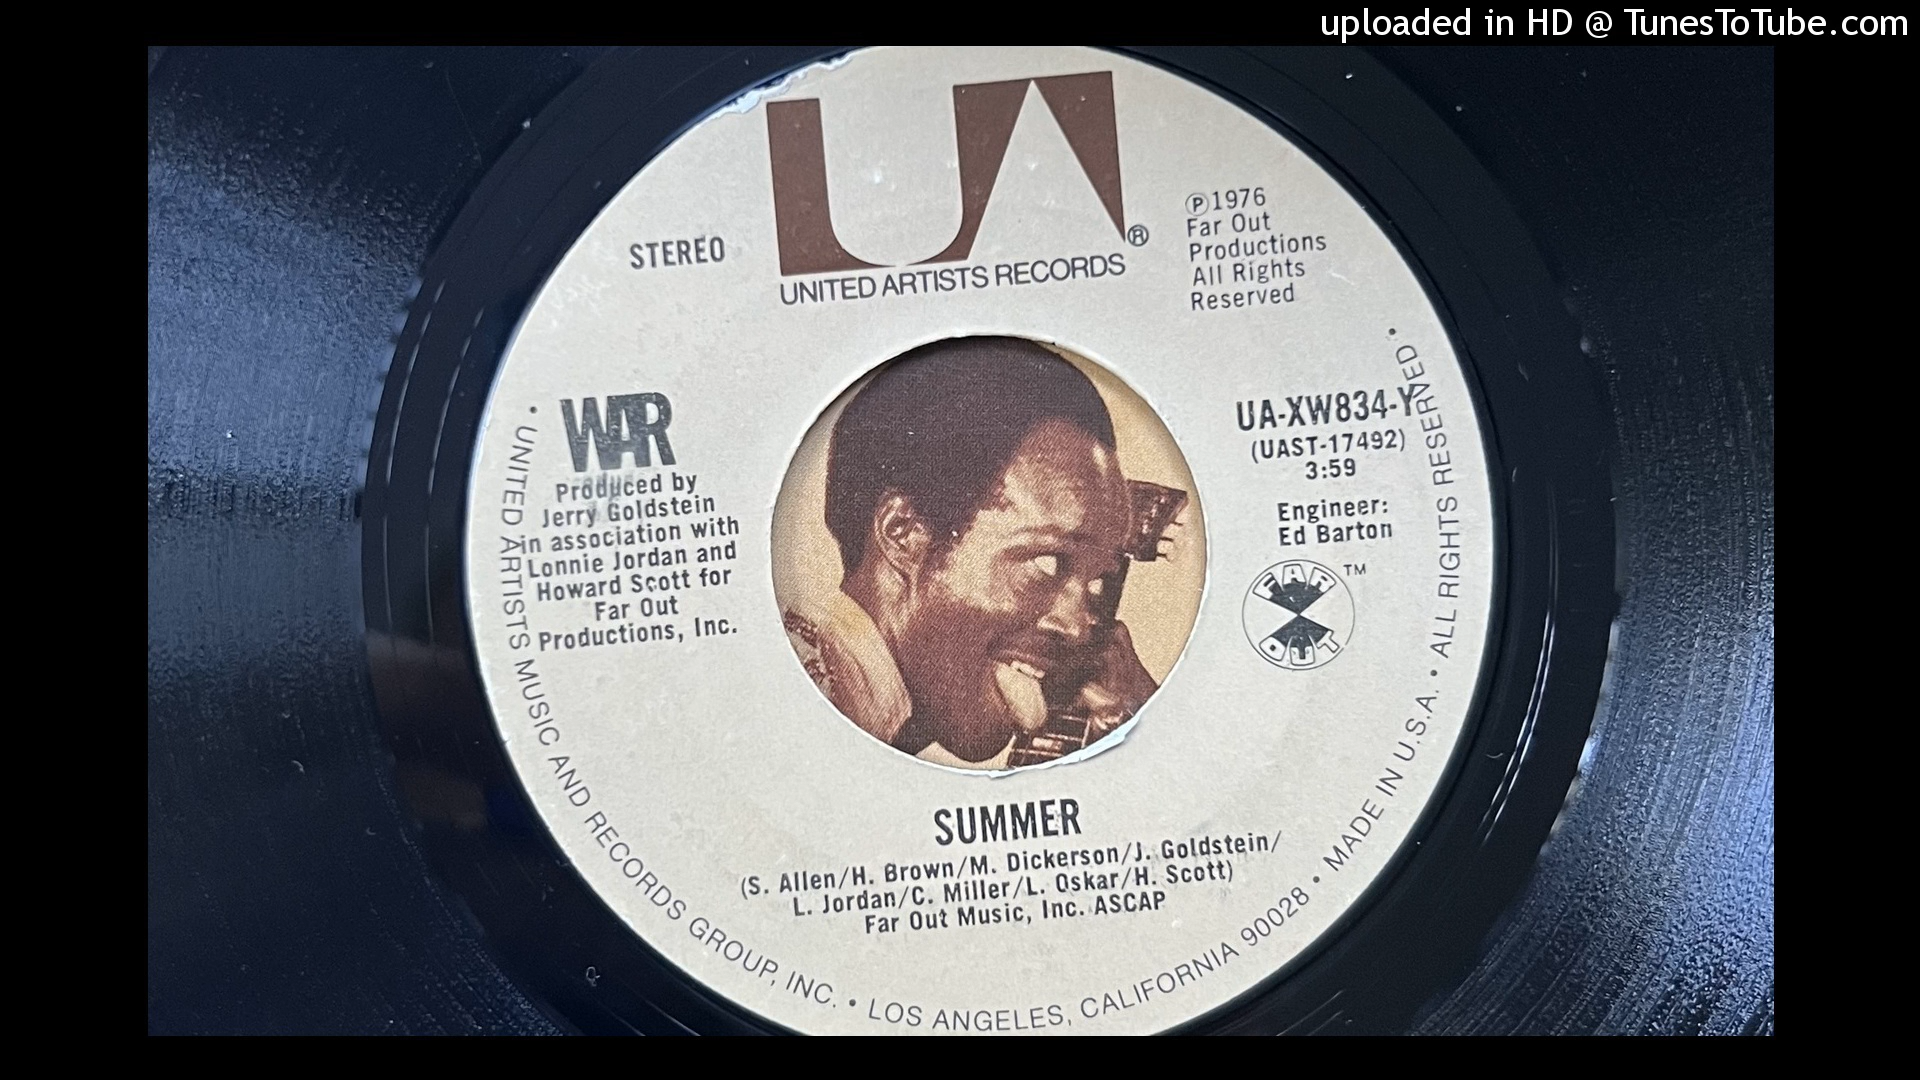 uploaded in HD @ TunesToTube.com
UA®
UNITED ARTISTS RECORDS
STEREO
℗1976
Far Out
Productions
All Rights
Reserved
WAR
Produced by
Jerry Goldstein
in association with
Lonnie Jordan and
Howard Scott for
Far Out
Productions, Inc.
UA-XW834-Y
(UAST-17492)
3:59
Engineer:
Ed Barton
FAR OUT ™
SUMMER
(S. Allen/H. Brown/M. Dickerson/J. Goldstein/
L. Jordan/C. Miller/L. Oskar/H. Scott)
Far Out Music, Inc. ASCAP
• UNITED ARTISTS MUSIC AND RECORDS GROUP, INC. • LOS ANGELES, CALIFORNIA 90028 • MADE IN U.S.A. • ALL RIGHTS RESERVED •